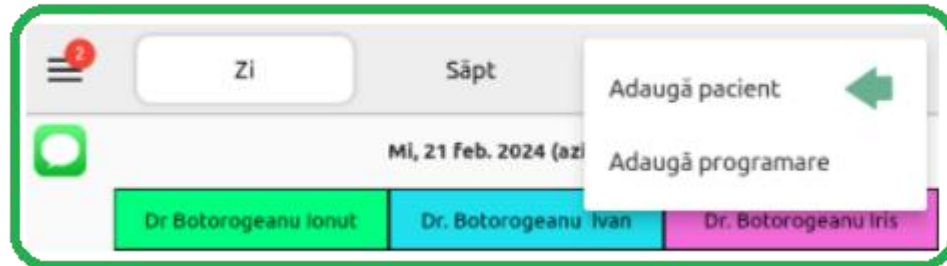 2
Zi
Săpt
Adaugă pacient
Mi, 21 feb. 2024 (azi
Adaugă programare
Dr Botorogeanu Ionut
Dr. Botorogeanu Ivan
Dr. Botorogeanu Iris